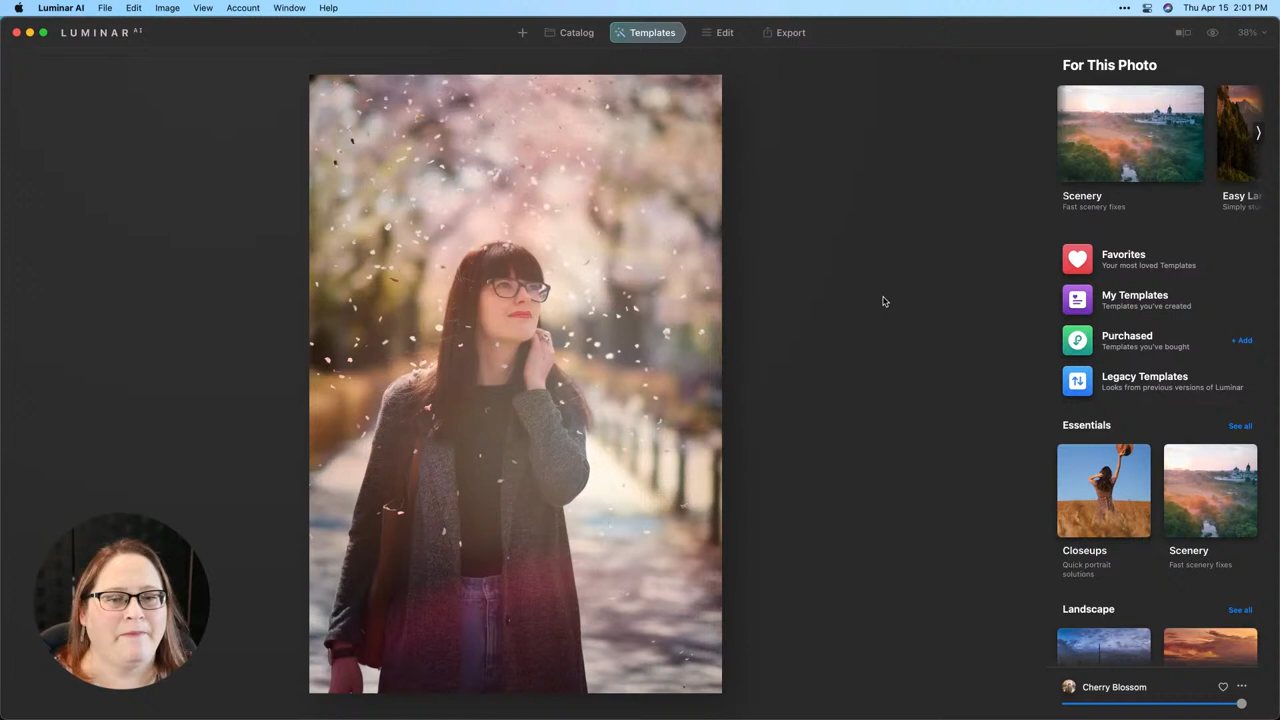 Luminar AI File Edit Image View Account Window Help ••• Thu Apr 15 2:01 PM
LUMINAR AI + Catalog Templates Edit Export 38%
For This Photo
Scenery Easy La
Fast scenery fixes Simply stu
Favorites
Your most loved Templates
My Templates
Templates you've created
Purchased
Templates you've bought + Add
Legacy Templates
Looks from previous versions of Luminar
Essentials See all
Closeups Scenery
Quick portrait Fast scenery fixes
solutions
Landscape See all
Cherry Blossom •••